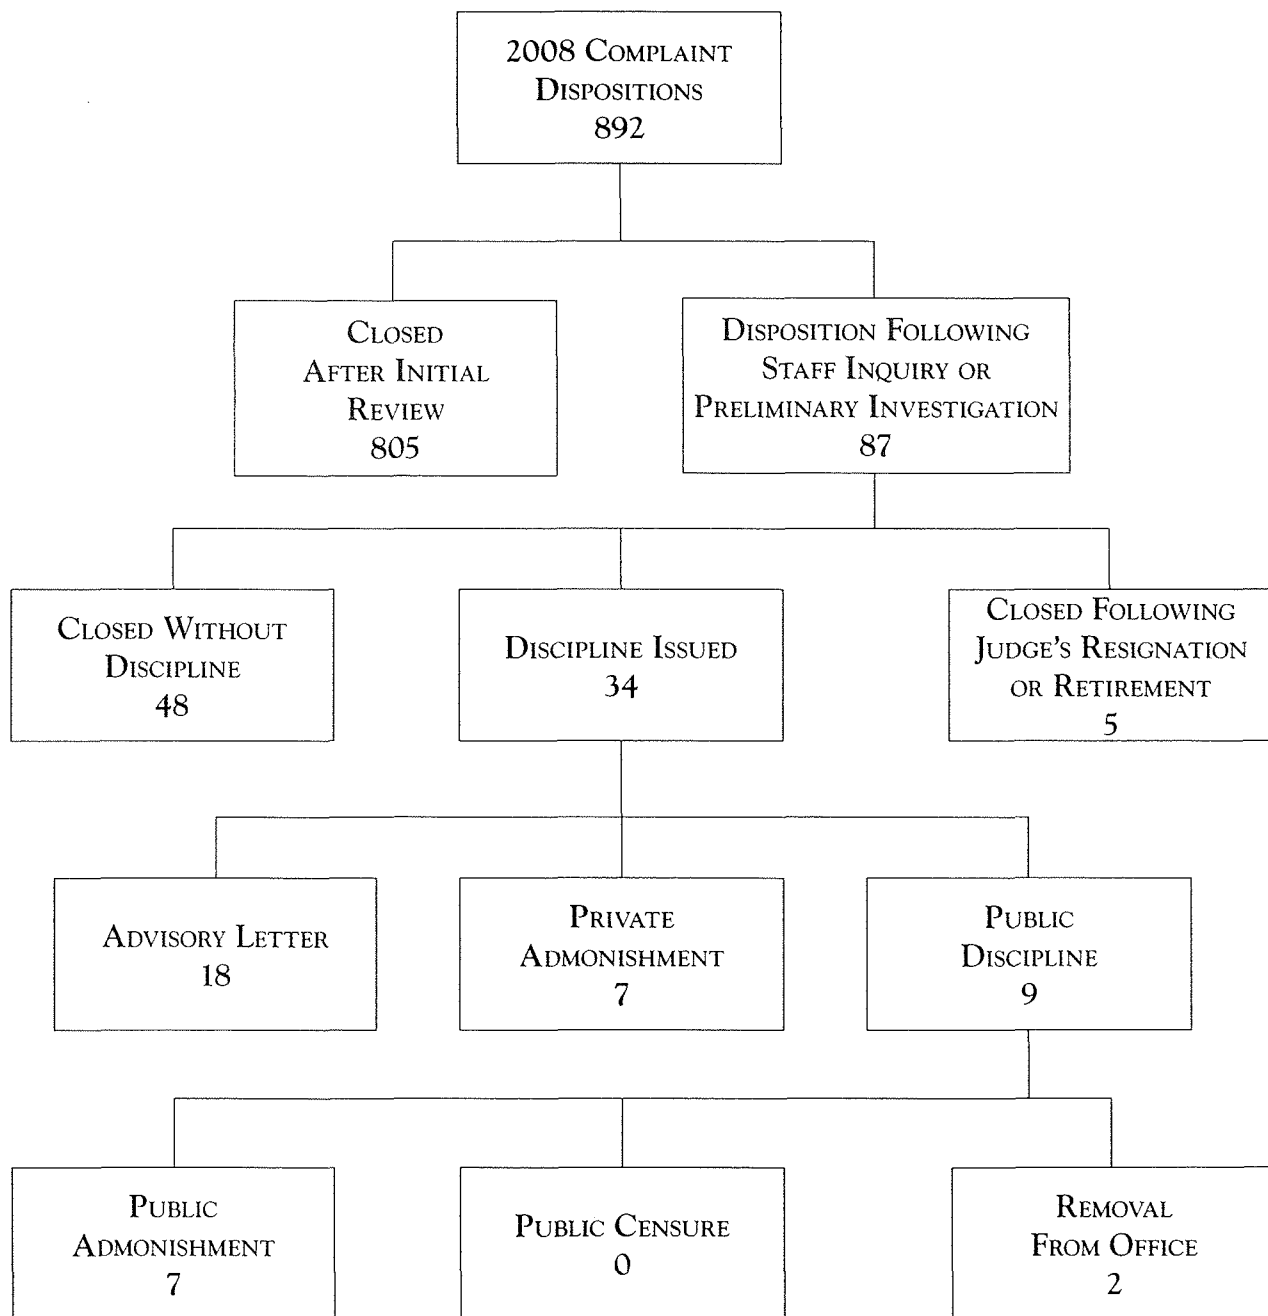 2008 COMPLAINT
DISPOSITIONS
892
CLOSED
AFTER INITIAL
REVIEW
805
DISPOSITION FOLLOWING
STAFF INQUIRY OR
PRELIMINARY INVESTIGATION
87
CLOSED WITHOUT
DISCIPLINE
48
DISCIPLINE ISSUED
34
CLOSED FOLLOWING
JUDGE'S RESIGNATION
OR RETIREMENT
5
ADVISORY LETTER
18
PRIVATE
ADMONISHMENT
7
PUBLIC
DISCIPLINE
9
PUBLIC
ADMONISHMENT
7
PUBLIC CENSURE
0
REMOVAL
FROM OFFICE
2